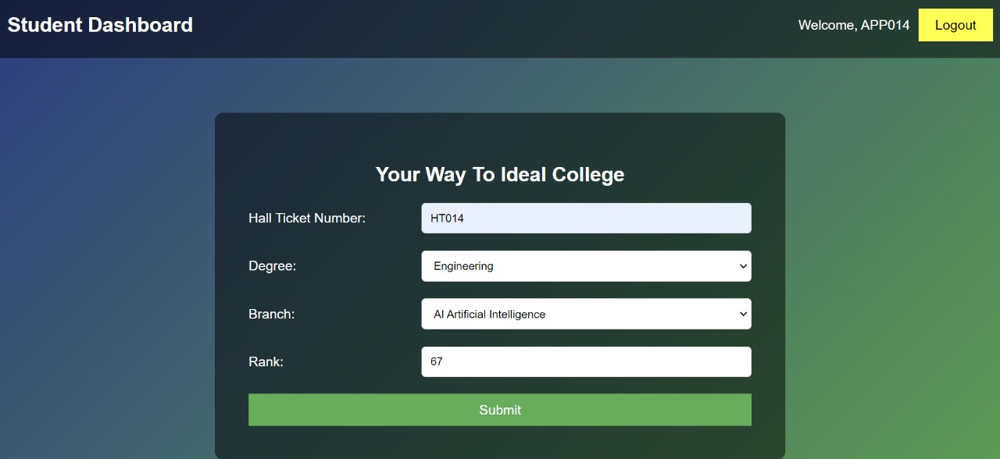 Student Dashboard
Welcome, APP014
Logout
Your Way To Ideal College
Hall Ticket Number:
HT014
Degree:
Engineering
Branch:
AI Artificial Intelligence
Rank:
67
Submit